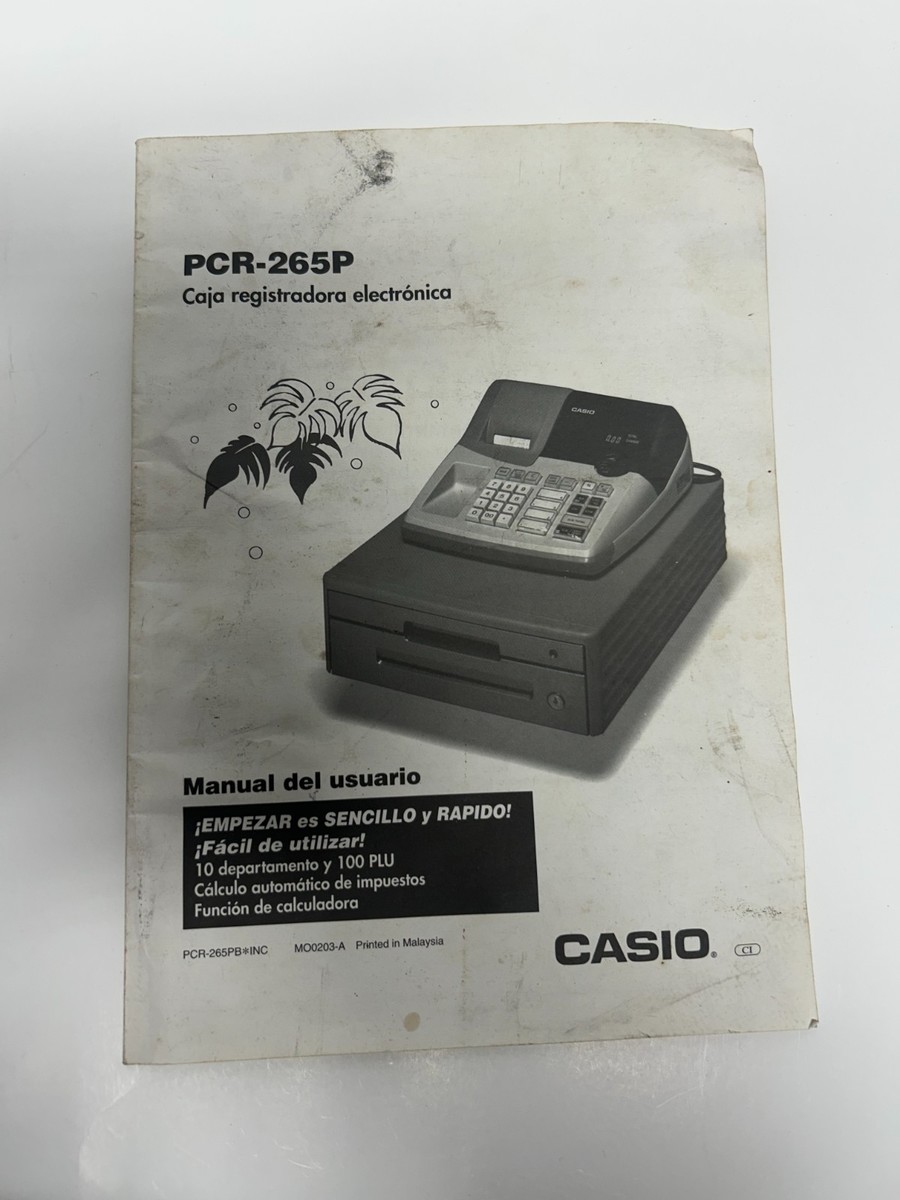 PCR-265P
Caja registradora electrónica
CASIO
Manual del usuario
¡EMPEZAR es SENCILLO y RAPIDO!
¡Fácil de utilizar!
10 departamento y 100 PLU
Cálculo automático de impuestos
Función de calculadora
PCR-265PB*INC MO0203-A Printed in Malaysia
CASIO® CI